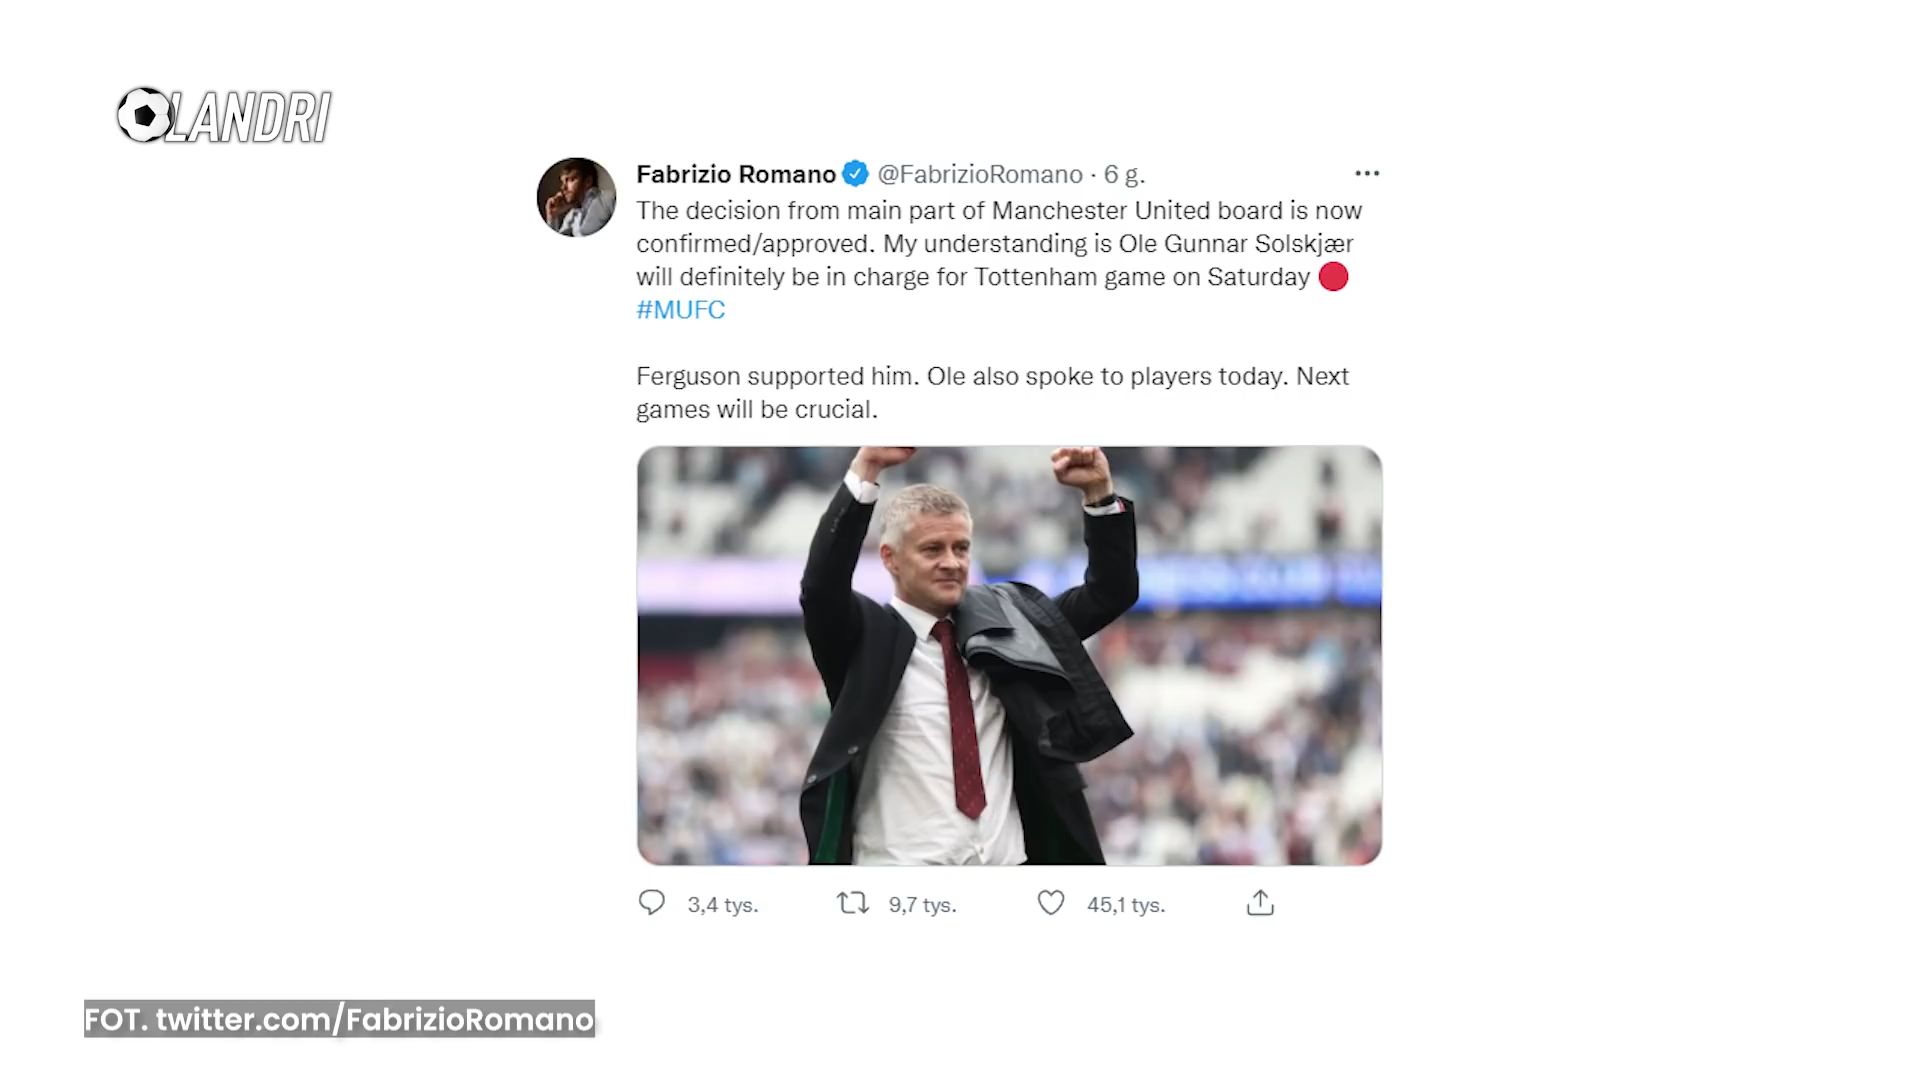 OLANDRI
Fabrizio Romano @FabrizioRomano · 6 g.
The decision from main part of Manchester United board is now
confirmed/approved. My understanding is Ole Gunnar Solskjær
will definitely be in charge for Tottenham game on Saturday 🔴
#MUFC
Ferguson supported him. Ole also spoke to players today. Next
games will be crucial.
3,4 tys. 9,7 tys. 45,1 tys.
FOT. twitter.com/FabrizioRomano